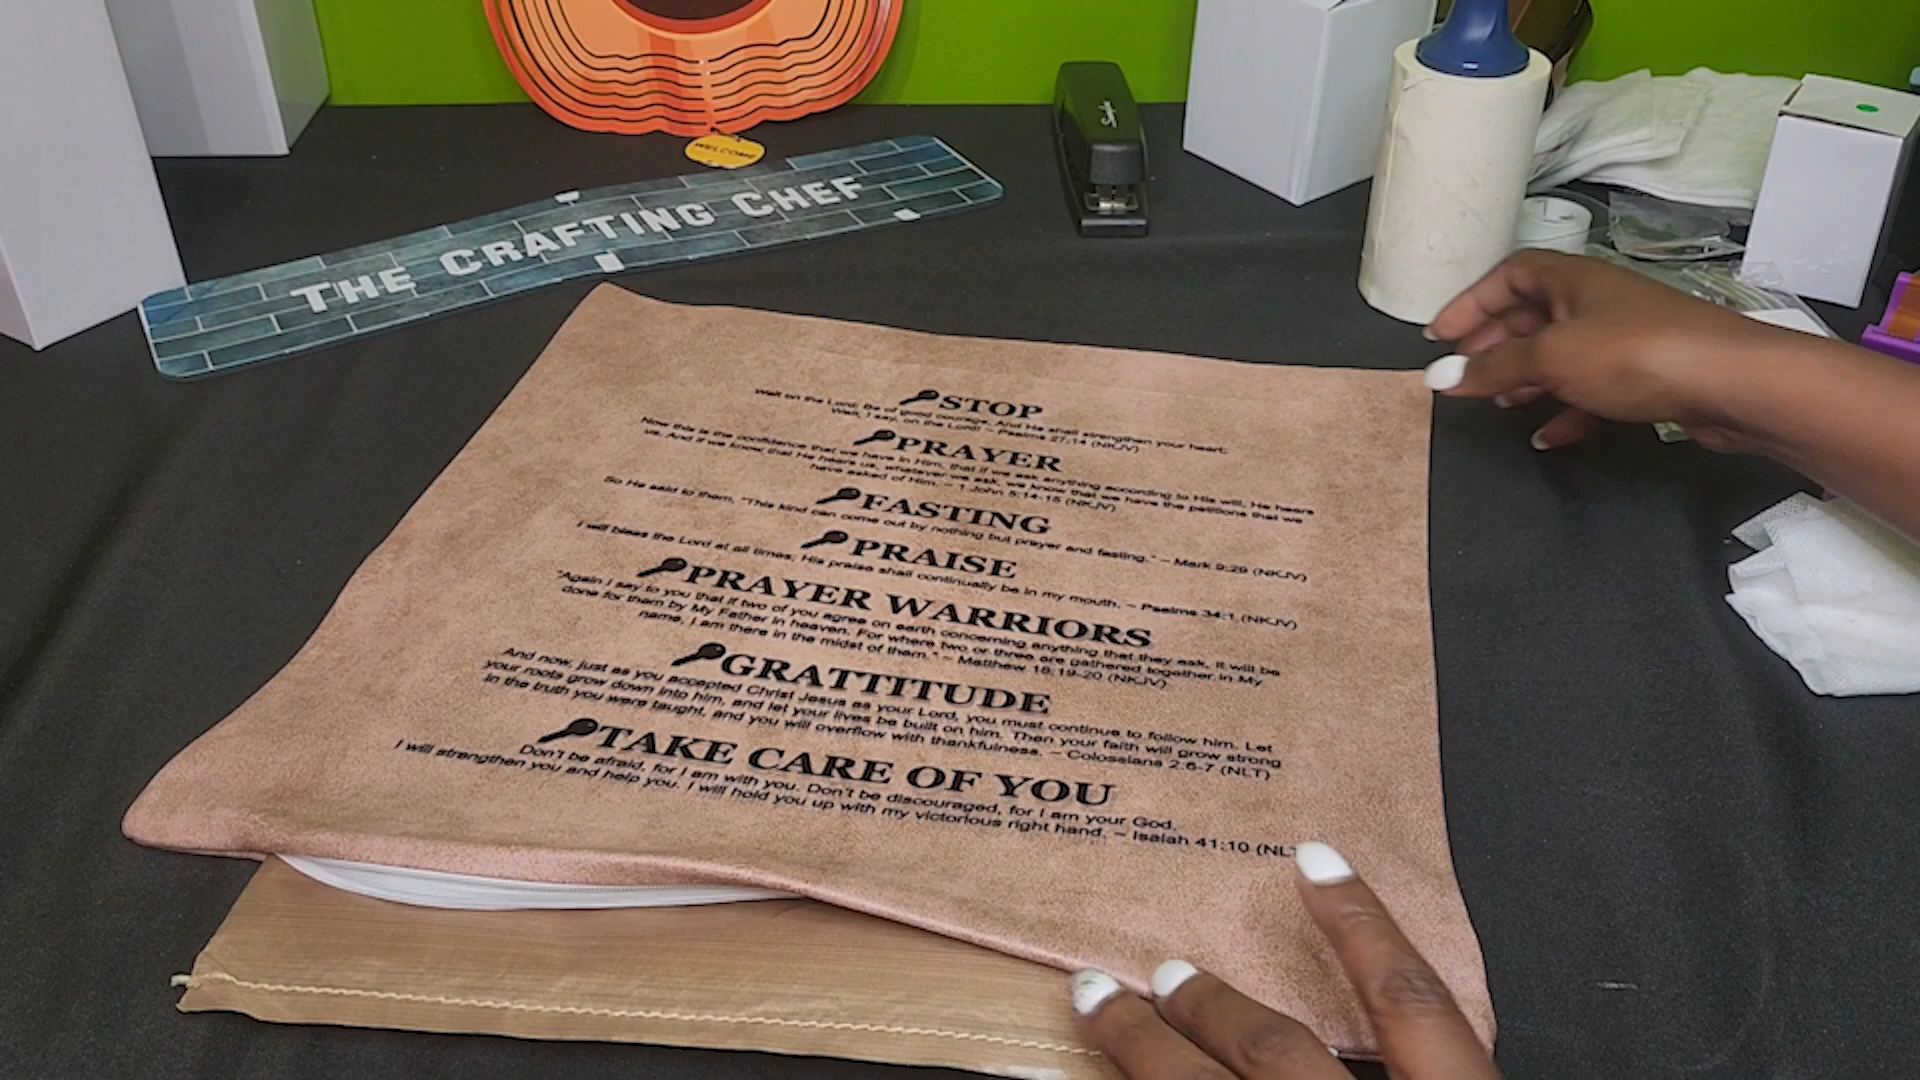 WELCOME
THE CRAFTING CHEF
STOP
Wait on the Lord; Be of good courage, And He shall strengthen your heart;
Wait, I say, on the Lord! – Psalms 27:14 (NKJV)
PRAYER
Now this is the confidence that we have in Him, that if we ask anything according to His will, He hears
us. And if we know that He hears us, whatever we ask, we know that we have the petitions that we
have asked of Him. – 1 John 5:14-15 (NKJV)
FASTING
So He said to them, "This kind can come out by nothing but prayer and fasting." – Mark 9:29 (NKJV)
PRAISE
I will bless the Lord at all times; His praise shall continually be in my mouth. – Psalms 34:1 (NKJV)
PRAYER WARRIORS
"Again I say to you that if two of you agree on earth concerning anything that they ask, it will be
done for them by My Father in heaven. For where two or three are gathered together in My
name, I am there in the midst of them." – Matthew 18:19-20 (NKJV)
GRATTITUDE
And now, just as you accepted Christ Jesus as your Lord, you must continue to follow him. Let
your roots grow down into him, and let your lives be built on him. Then your faith will grow strong
in the truth you were taught, and you will overflow with thankfulness. – Colossians 2:6-7 (NLT)
TAKE CARE OF YOU
Don't be afraid, for I am with you. Don't be discouraged, for I am your God.
I will strengthen you and help you. I will hold you up with my victorious right hand. – Isaiah 41:10 (NLT